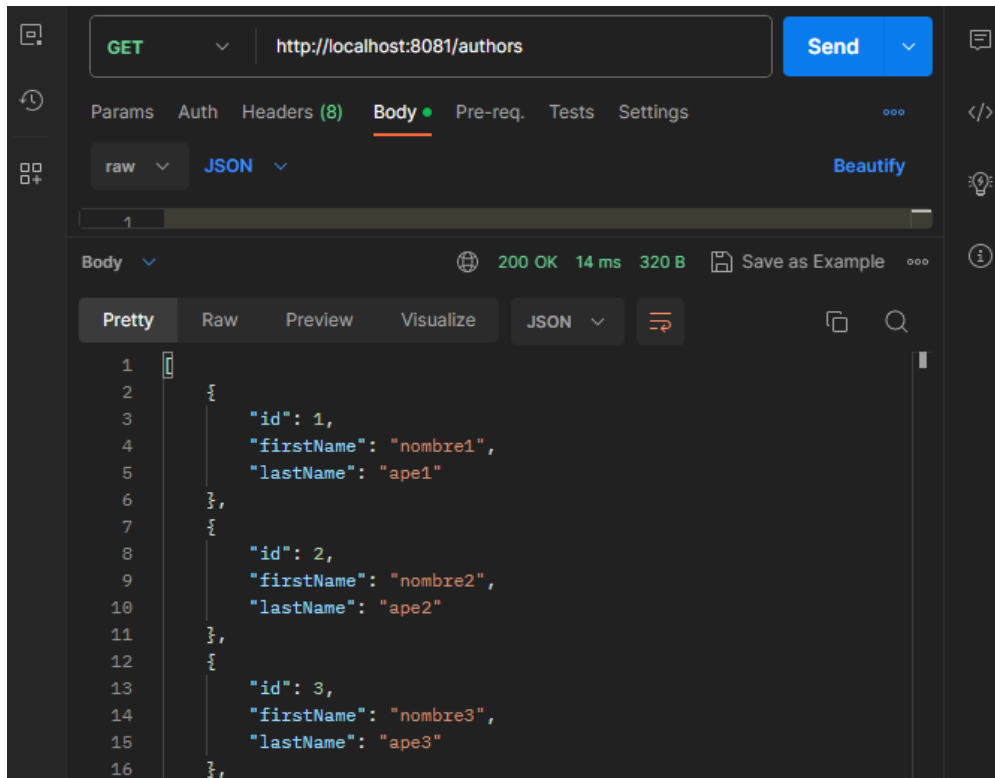 GET http://localhost:8081/authors Send
Params Auth Headers (8) Body Pre-req. Tests Settings
raw JSON Beautify
1
Body 200 OK 14 ms 320 B Save as Example
Pretty Raw Preview Visualize JSON
1 [
2 {
3 "id": 1,
4 "firstName": "nombre1",
5 "lastName": "ape1"
6 },
7 {
8 "id": 2,
9 "firstName": "nombre2",
10 "lastName": "ape2"
11 },
12 {
13 "id": 3,
14 "firstName": "nombre3",
15 "lastName": "ape3"
16 },